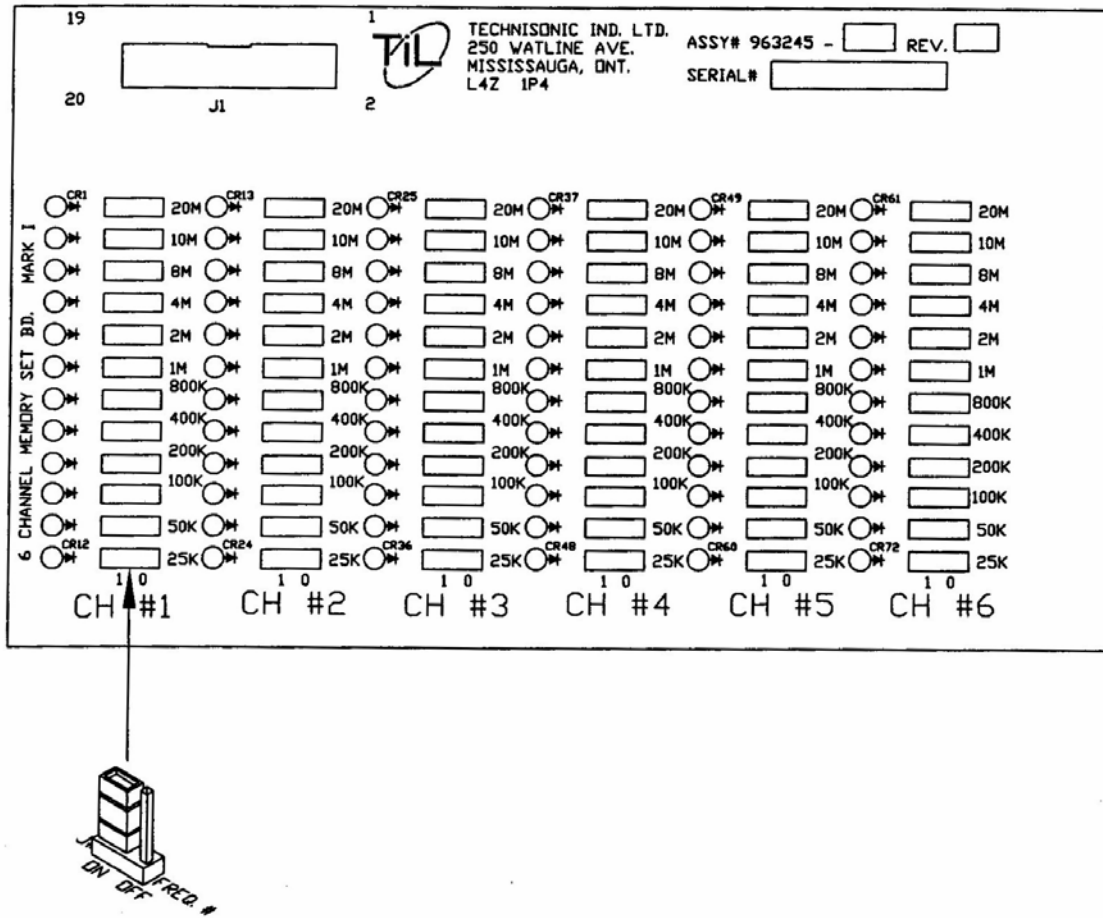 19 1
TiL
TECHNISONIC IND. LTD.
250 WATLINE AVE.
MISSISSAUGA, ONT.
L4Z 1P4
ASSY# 963245 - REV.
SERIAL#
20 J1 2
6 CHANNEL MEMORY SET BD. MARK I
CR1 20M CR13 20M CR25 20M CR37 20M CR49 20M CR61 20M
10M 10M 10M 10M 10M 10M
8M 8M 8M 8M 8M 8M
4M 4M 4M 4M 4M 4M
2M 2M 2M 2M 2M 2M
1M 1M 1M 1M 1M 1M
800K 800K 800K 800K 800K 800K
400K 400K 400K 400K 400K 400K
200K 200K 200K 200K 200K 200K
100K 100K 100K 100K 100K 100K
50K 50K 50K 50K 50K 50K
CR12 25K CR24 25K CR36 25K CR48 25K CR60 25K CR72 25K
1 0 1 0 1 0 1 0 1 0 1 0
CH #1 CH #2 CH #3 CH #4 CH #5 CH #6
ON OFF FREQ. #